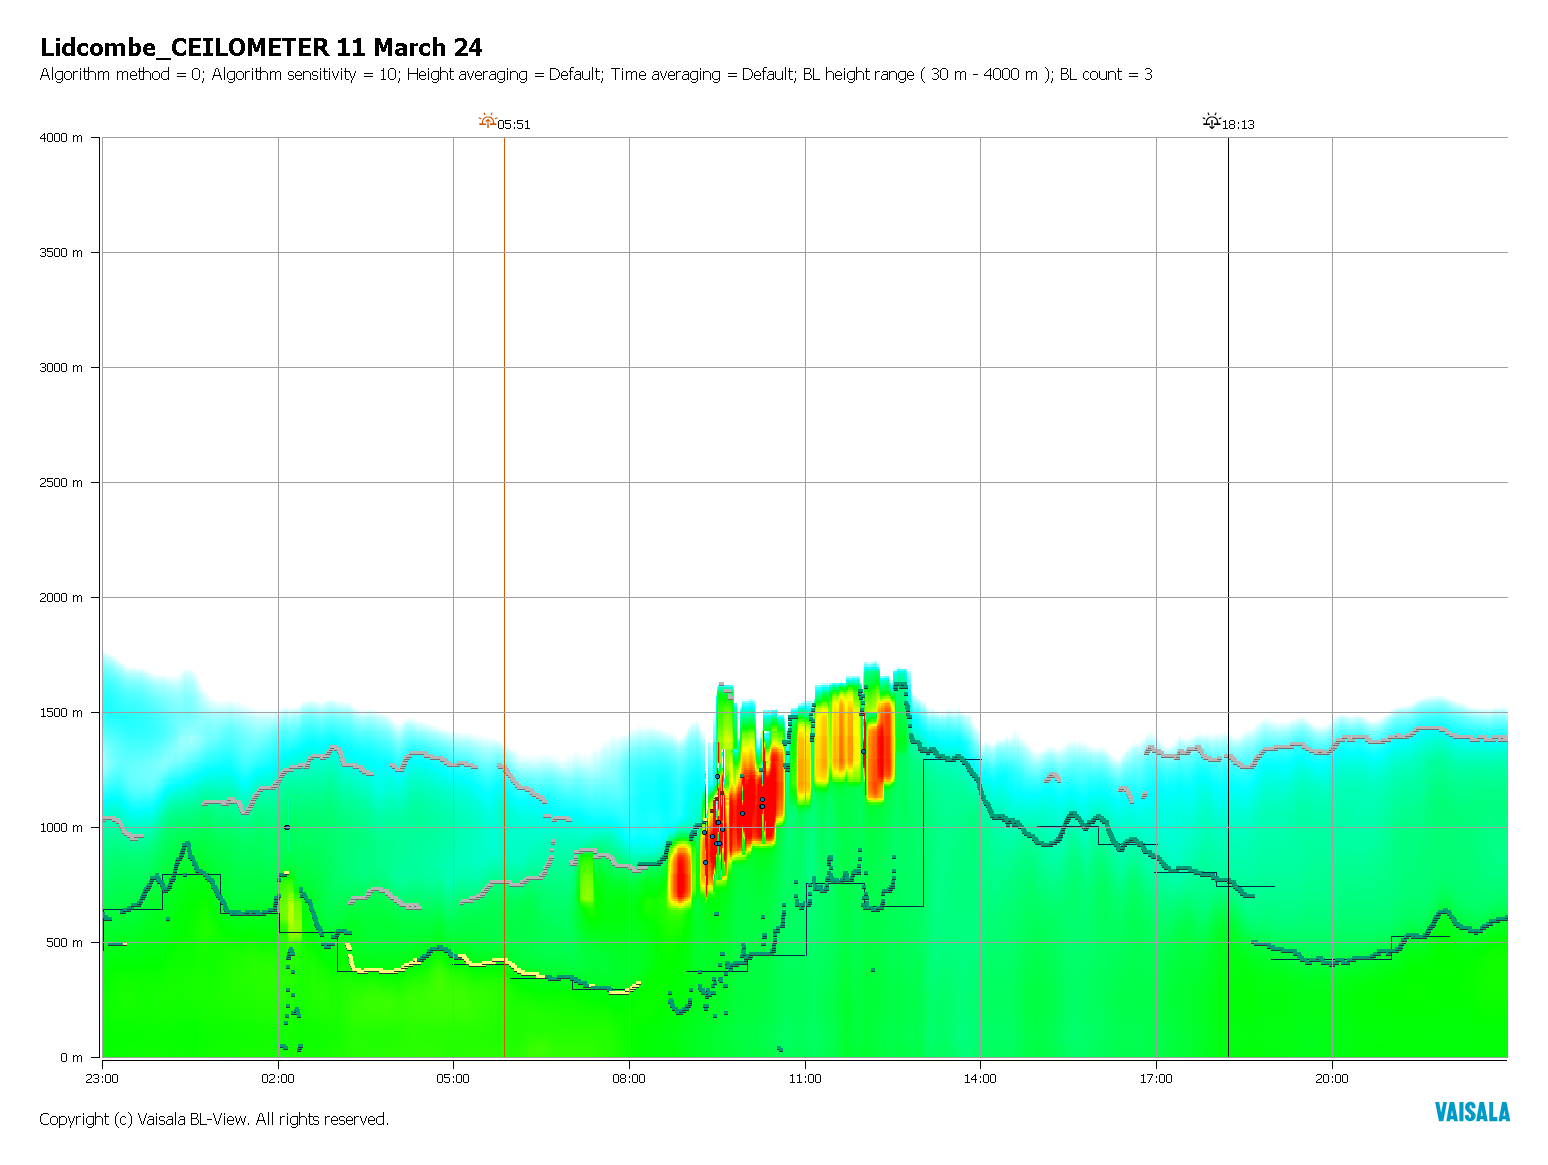 Lidcombe_CEILOMETER 11 March 24
Algorithm method = 0; Algorithm sensitivity = 10; Height averaging = Default; Time averaging = Default; BL height range ( 30 m - 4000 m ); BL count = 3
05:51
18:13
4000 m
3500 m
3000 m
2500 m
2000 m
1500 m
1000 m
500 m
0 m
23:00 02:00 05:00 08:00 11:00 14:00 17:00 20:00
Copyright (c) Vaisala BL-View. All rights reserved.
VAISALA